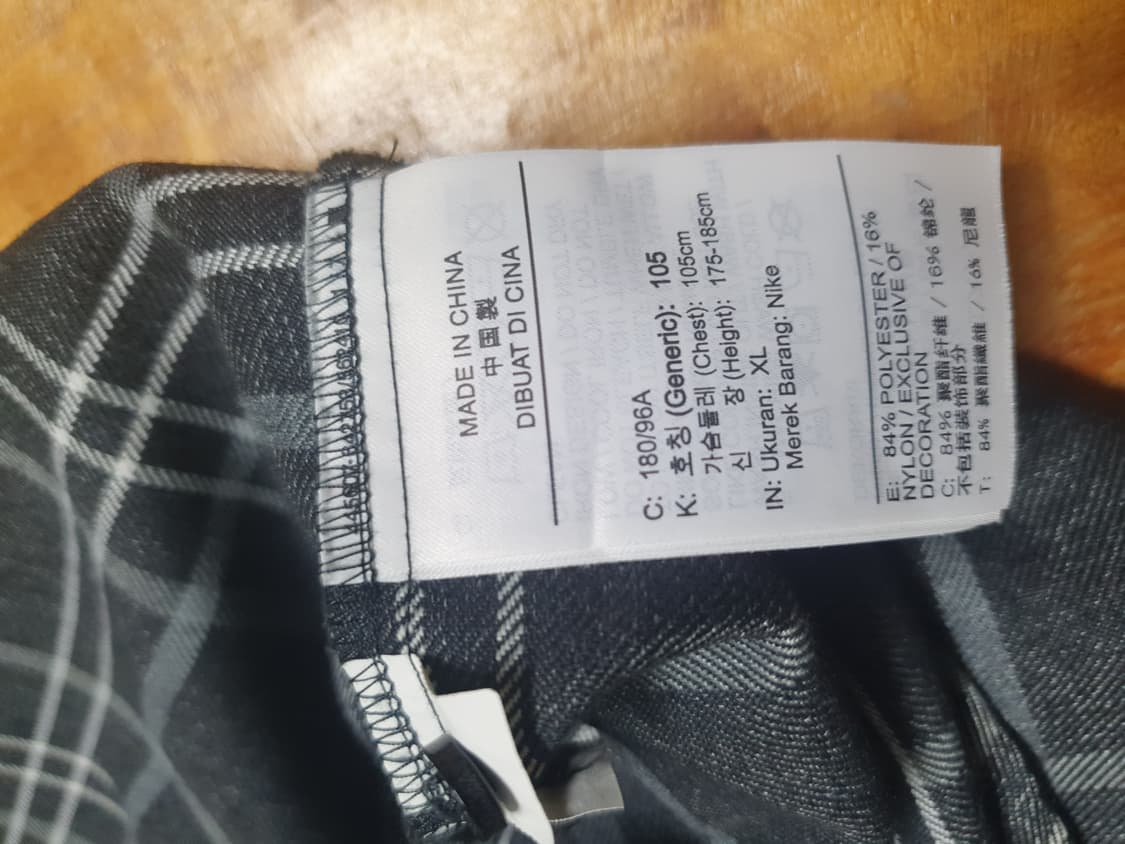 MADE IN CHINA
中国製
DIBUAT DI CINA
C: 180/96A
K: 호칭 (Generic): 105
가슴둘레 (Chest): 105cm
신 장 (Height): 175-185cm
IN: Ukuran: XL
Merek Barang: Nike
E: 84% POLYESTER / 16%
NYLON / EXCLUSIVE OF
DECORATION
C: 84% 聚酯纤维 / 16% 锦纶 /
不包括装饰部分
T: 84% 聚酯纖維 / 16% 尼龍